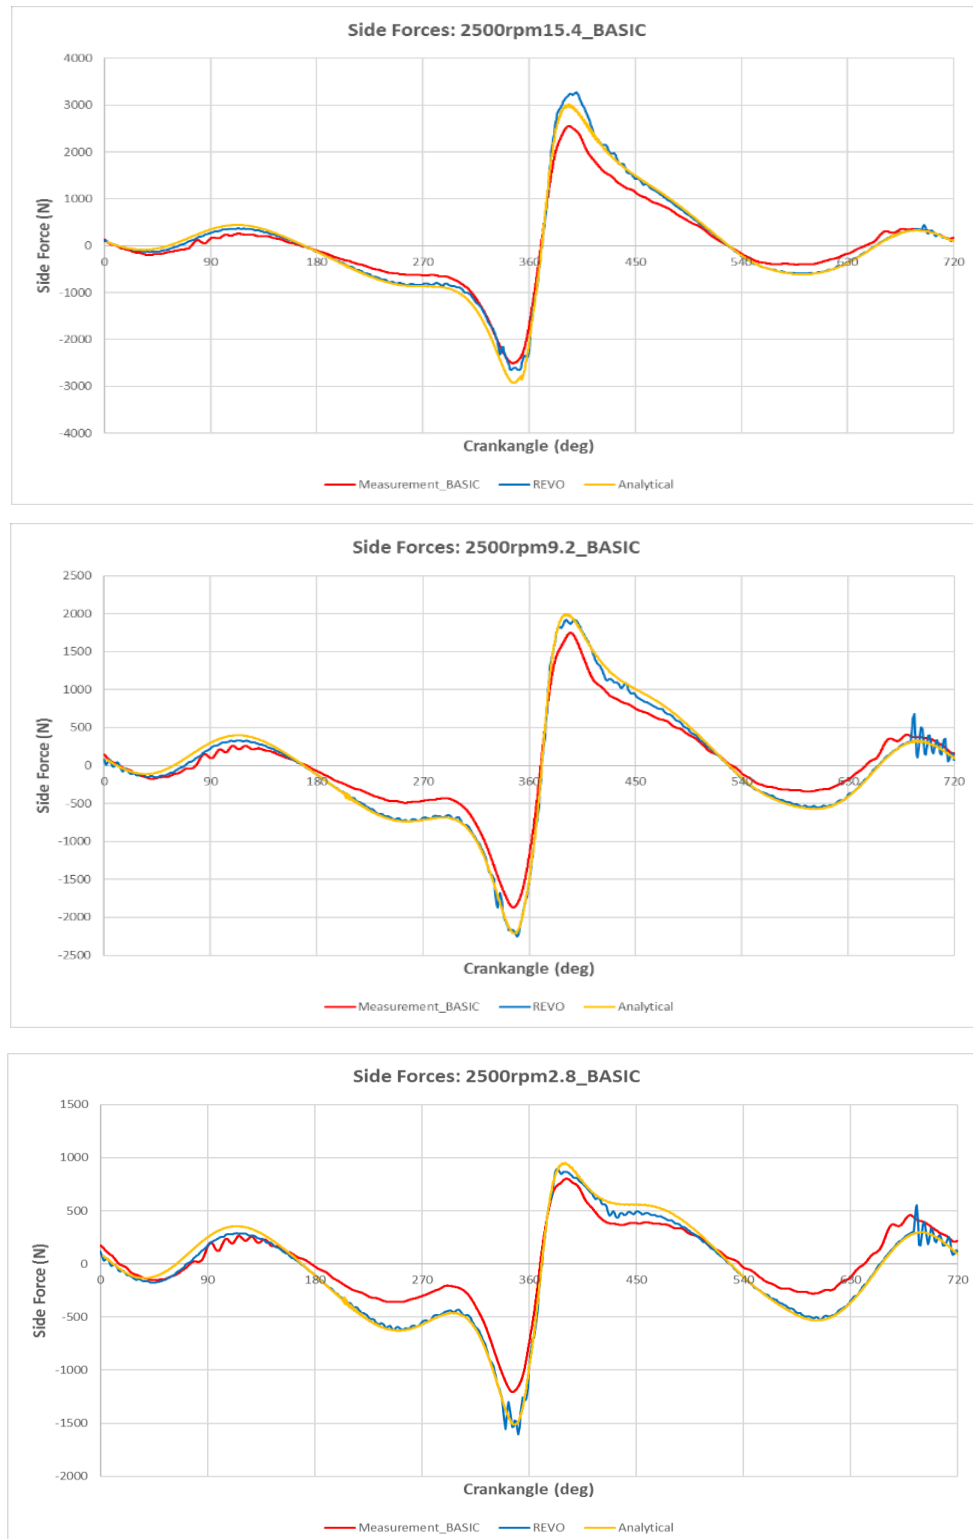 Side Forces: 2500rpm15.4_BASIC
4000
3000
2000
1000
0
-1000
-2000
-3000
-4000
Side Force (N)
0 90 180 270 360 450 540 630 720
Crankangle (deg)
Measurement_BASIC REVO Analytical
Side Forces: 2500rpm9.2_BASIC
2500
2000
1500
1000
500
0
-500
-1000
-1500
-2000
-2500
Side Force (N)
0 90 180 270 360 450 540 630 720
Crankangle (deg)
Measurement_BASIC REVO Analytical
Side Forces: 2500rpm2.8_BASIC
1500
1000
500
0
-500
-1000
-1500
-2000
Side Force (N)
0 90 180 270 360 450 540 630 720
Crankangle (deg)
Measurement_BASIC REVO Analytical